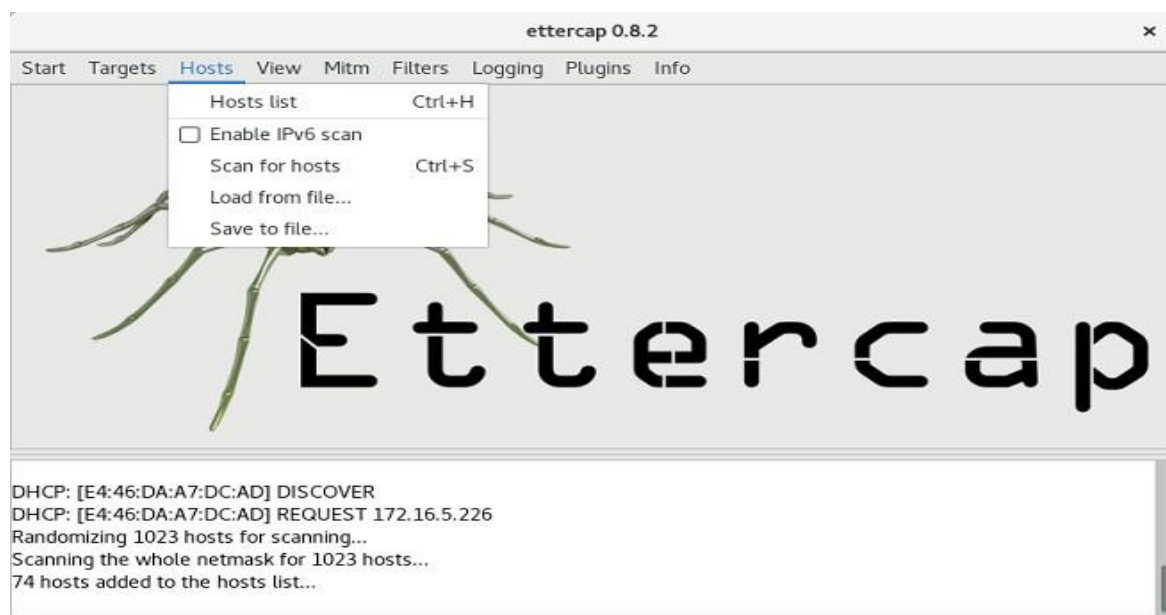 ettercap 0.8.2 ×
Start Targets Hosts View Mitm Filters Logging Plugins Info
Hosts list Ctrl+H
Enable IPv6 scan
Scan for hosts Ctrl+S
Load from file...
Save to file...
Ettercap
DHCP: [E4:46:DA:A7:DC:AD] DISCOVER
DHCP: [E4:46:DA:A7:DC:AD] REQUEST 172.16.5.226
Randomizing 1023 hosts for scanning...
Scanning the whole netmask for 1023 hosts...
74 hosts added to the hosts list...